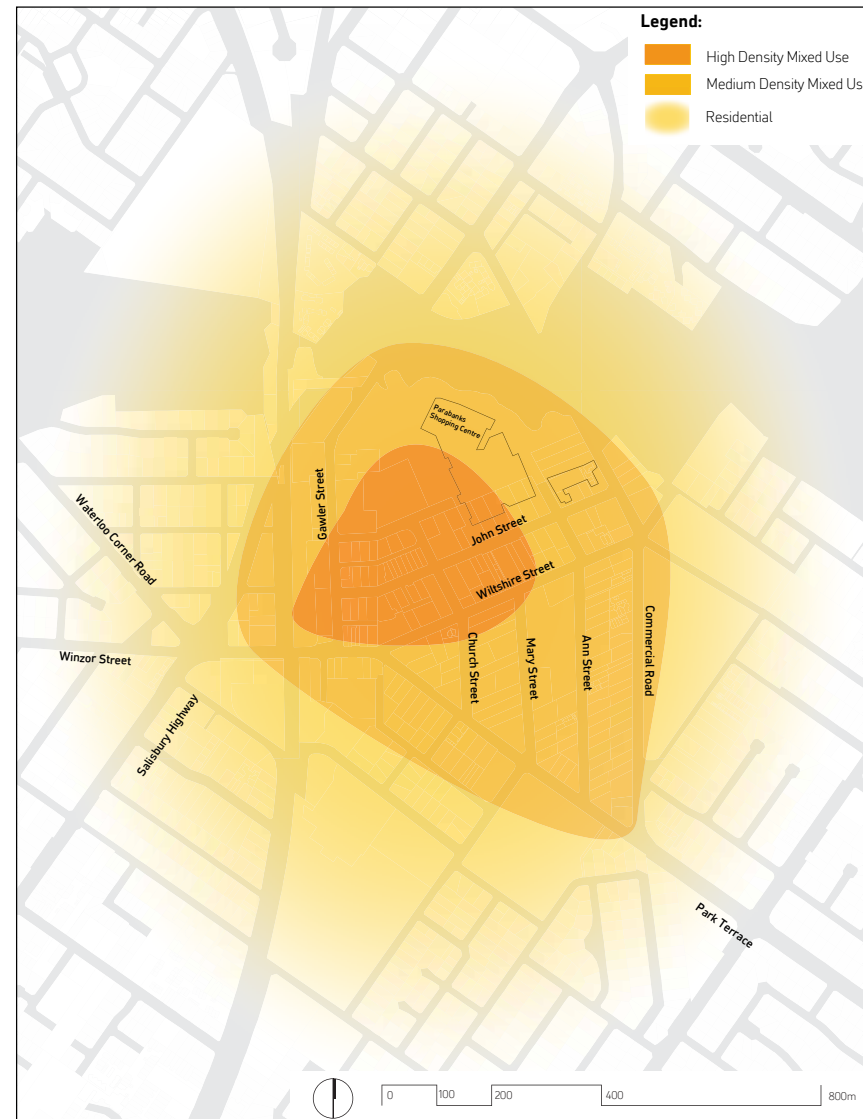 Legend:
High Density Mixed Use
Medium Density Mixed Us
Residential
Parabanks
Shopping Centre
Gawler Street
Waterloo Corner Road
John Street
Wiltshire Street
Winzor Street
Church Street
Mary Street
Ann Street
Commercial Road
Salisbury Highway
Park Terrace
0 100 200 400 800m